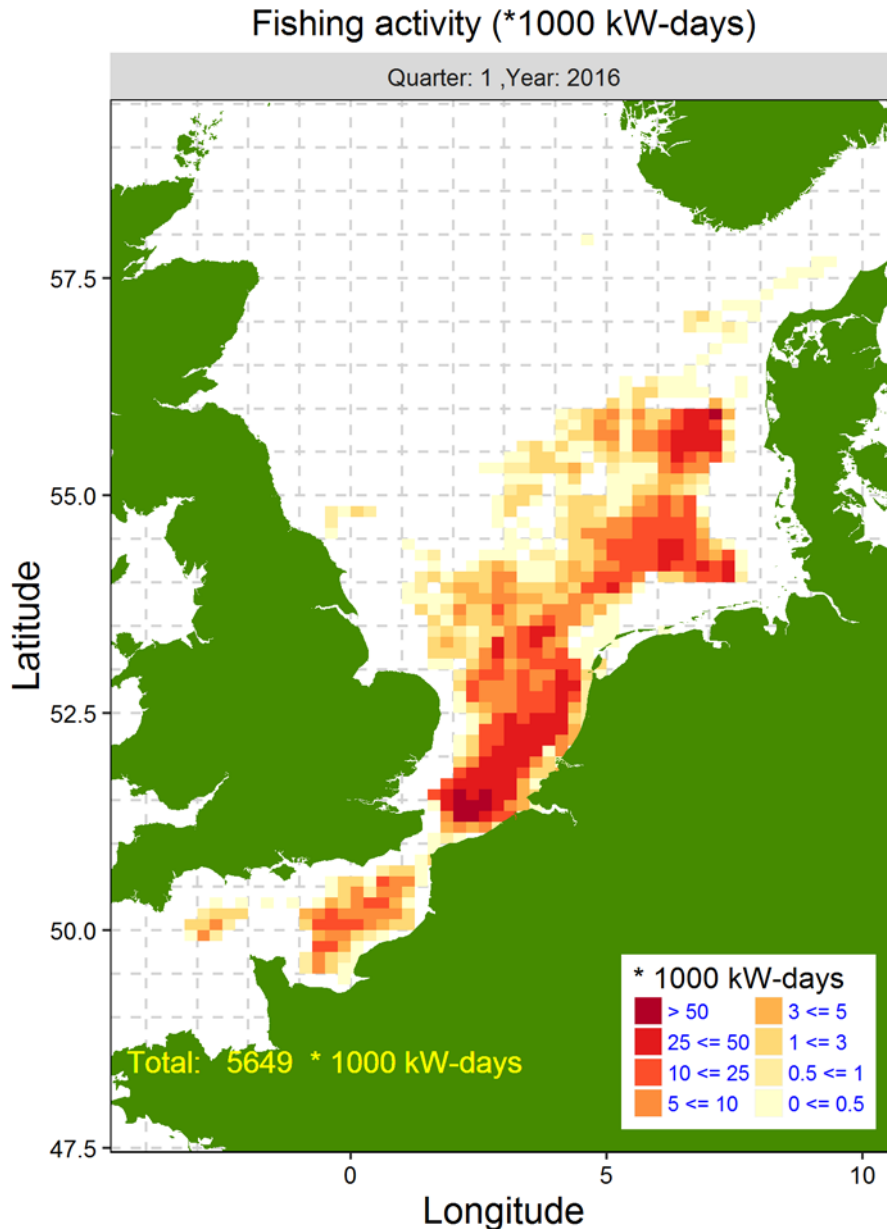 Fishing activity (*1000 kW-days)
Quarter: 1 ,Year: 2016
57.5
55.0
52.5
50.0
47.5
Latitude
* 1000 kW-days
> 50
3 <= 5
25 <= 50
1 <= 3
10 <= 25
0.5 <= 1
5 <= 10
0 <= 0.5
Total: 5649 * 1000 kW-days
0
5
10
Longitude